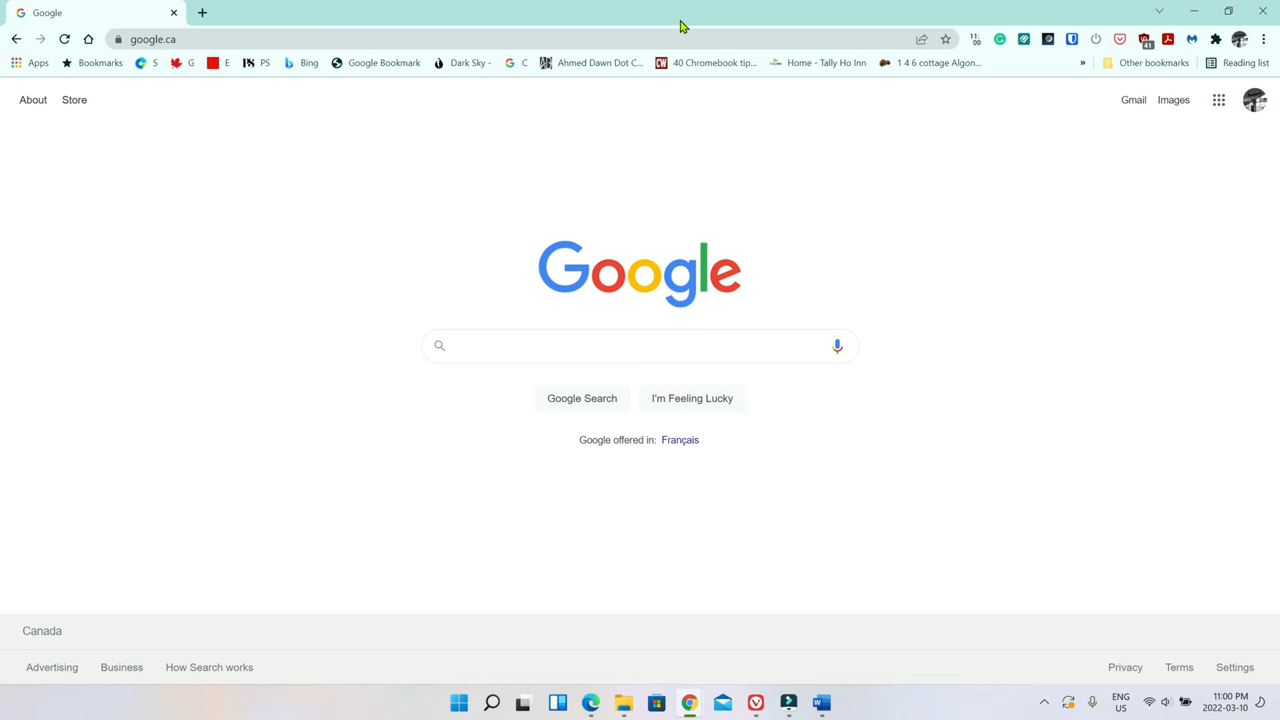 Google
google.ca
11:
00
41
Apps Bookmarks S G E PS Bing Google Bookmark Dark Sky - C Ahmed Dawn Dot C... 40 Chromebook tip... Home - Tally Ho Inn 1 4 6 cottage Algon... » Other bookmarks Reading list
About Store Gmail Images
Google
Google Search I'm Feeling Lucky
Google offered in: Français
Canada
Advertising Business How Search works Privacy Terms Settings
ENG 11:00 PM
US 2022-03-10